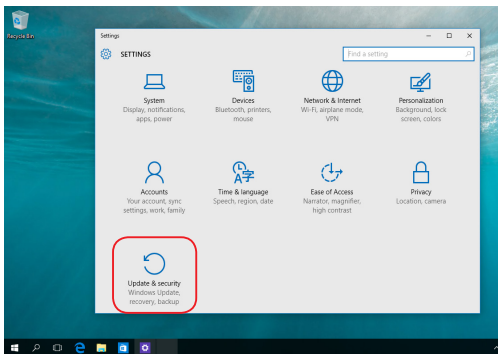 Recycle Bin
Settings
SETTINGS
Find a setting
System
Display, notifications,
apps, power
Devices
Bluetooth, printers,
mouse
Network & Internet
Wi-Fi, airplane mode,
VPN
Personalization
Background, lock
screen, colors
Accounts
Your account, sync
settings, work, family
Time & language
Speech, region, date
Ease of Access
Narrator, magnifier,
high contrast
Privacy
Location, camera
Update & security
Windows Update,
recovery, backup